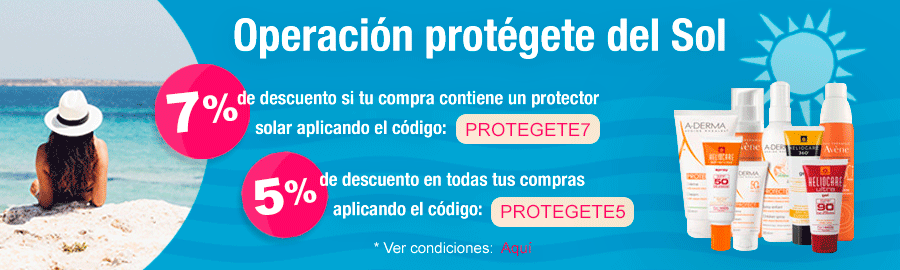 Operación protégete del Sol
7% de descuento si tu compra contiene un protector
solar aplicando el código: PROTEGETE7
5% de descuento en todas tus compras
aplicando el código: PROTEGETE5
* Ver condiciones: Aquí
A-DERMA
HELIOCARE
Avène
HELIOCARE
360°
HELIOCARE
ultra
gel
SPF
90
50+